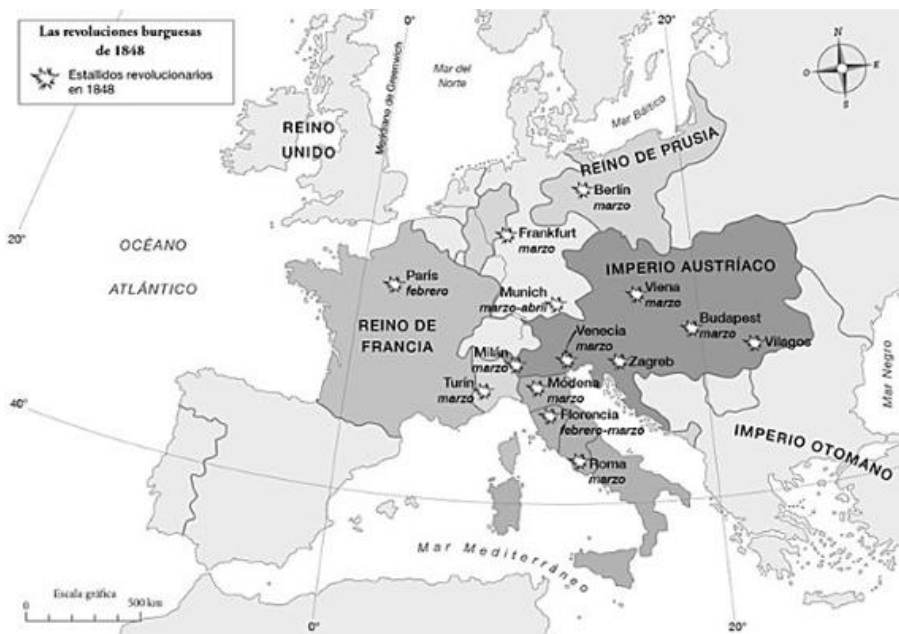 Las revoluciones burguesas
de 1848
Estallidos revolucionarios
en 1848
0°
20°
N
O
E
S
Meridiano de Greenwich
Mar del
Norte
Mar Báltico
REINO
UNIDO
REINO DE PRUSIA
Berlín
marzo
20°
OCÉANO
ATLÁNTICO
Frankfurt
marzo
París
febrero
IMPERIO AUSTRÍACO
Munich
marzo-abril
Viena
marzo
REINO DE
FRANCIA
Venecia
marzo
Budapest
marzo
Vilagos
Milán
marzo
Zagreb
Turín
marzo
Módena
marzo
Mar Negro
40°
Florencia
febrero-marzo
IMPERIO OTOMANO
Roma
marzo
Mar Mediterráneo
Escala gráfica
0
500 km
0°
20°